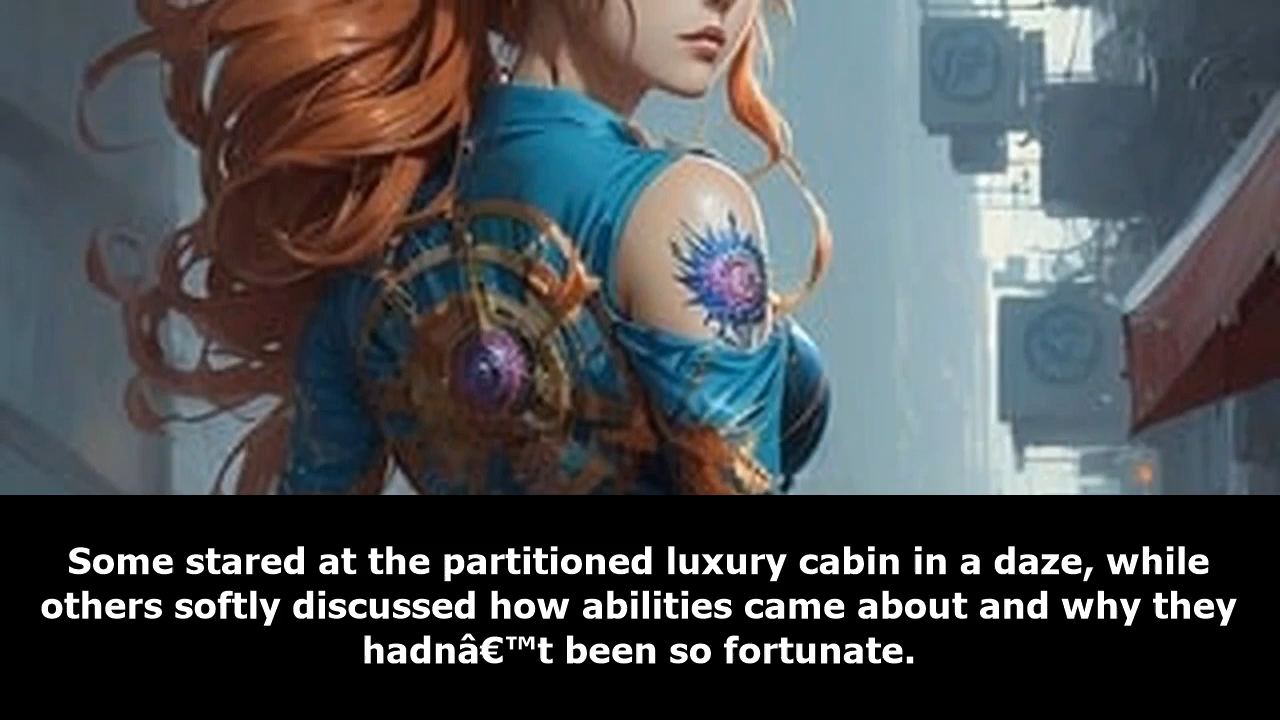 Some stared at the partitioned luxury cabin in a daze, while
others softly discussed how abilities came about and why they
hadnâ€™t been so fortunate.